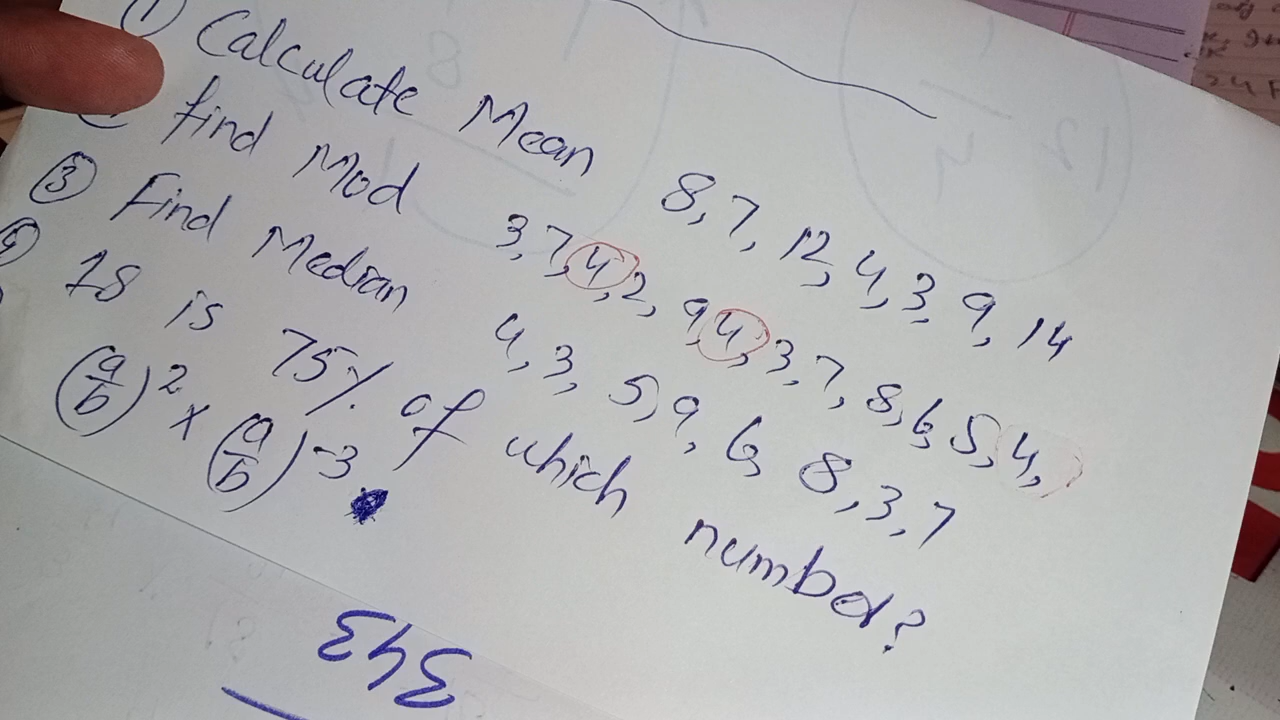 ① Calculate Mean 8, 7, 12, 4, 3, 9, 14
find Mod 3, 7, 4, 2, 9, 4, 3, 7, 8, 6, 5, 4,
③ Find Median 4, 3, 5, 9, 6, 8, 3, 7
18 is 75% of which number?
(a/b)² × (a/b)⁻³
343